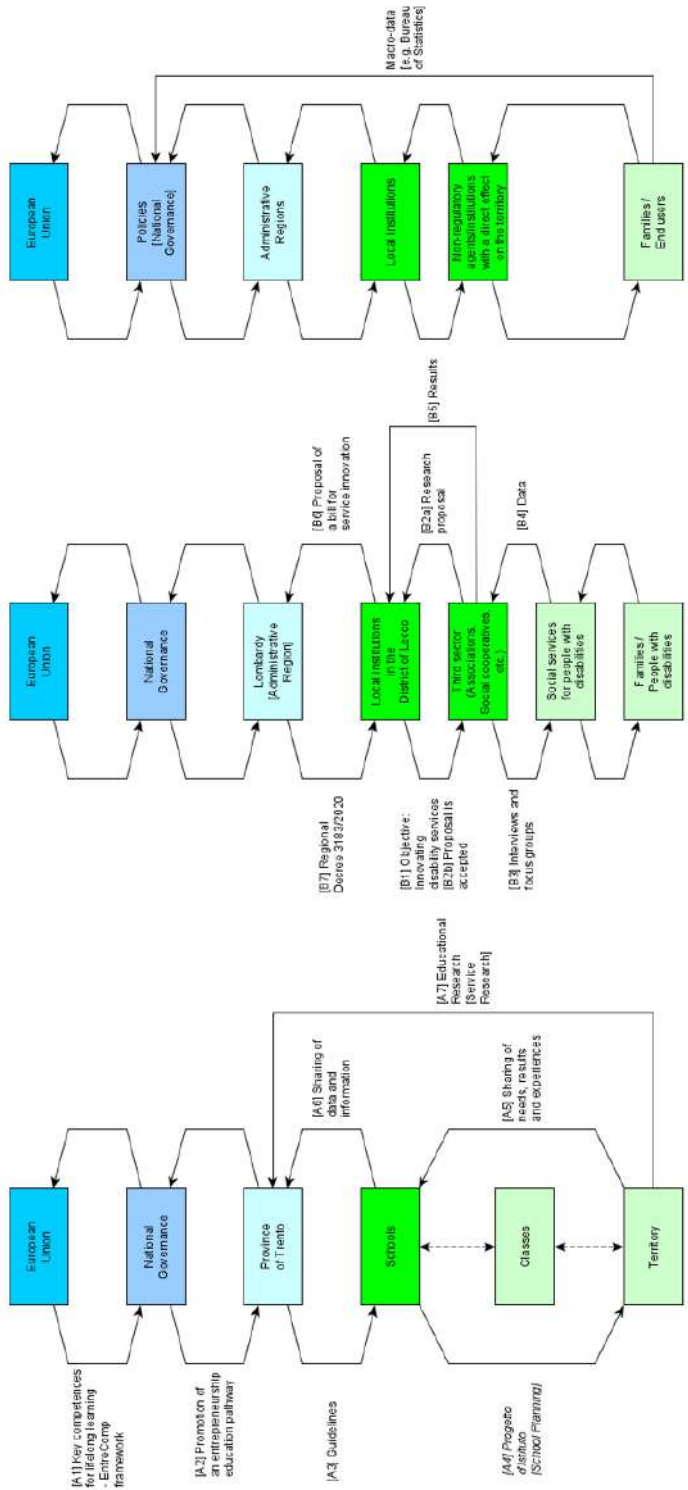 European
Union
[A1] Key competences
for lifelong learning
- EntreComp
framework
National
Governance
[A2] Promotion of
an entrepreneurship
education pathway
Province
of Trento
[A3] Guidelines
[A6] Sharing of
data and
information
Schools
[A7] Educational
Research
[Service
Research]
Classes
[A4] Progetto
d'Istituto
[School Planning]
[A5] Sharing of
needs, results
and experiences
Territory
European
Union
National
Governance
Lombardy
[Administrative
Region]
[B7] Regional
Decree 3183/2020
[B6] Proposal of
a bill for
service innovation
Local Institutions
in the
District of Lecco
[B1] Objective:
Innovating
disability services
[B2b] Proposal is
accepted
[B2a] Research
proposal
[B5] Results
Third sector
(Associations,
Social cooperatives,
etc.)
[B3] Interviews and
focus groups
[B4] Data
Social services
for people with
disabilities
Families /
People with
disabilities
European
Union
Policies
[National
Governance]
Macro-data
[e.g. Bureau
of Statistics]
Administrative
Regions
Local Institutions
Non-regulatory
agents/institutions
with a direct effect
on the territory
Families /
End users